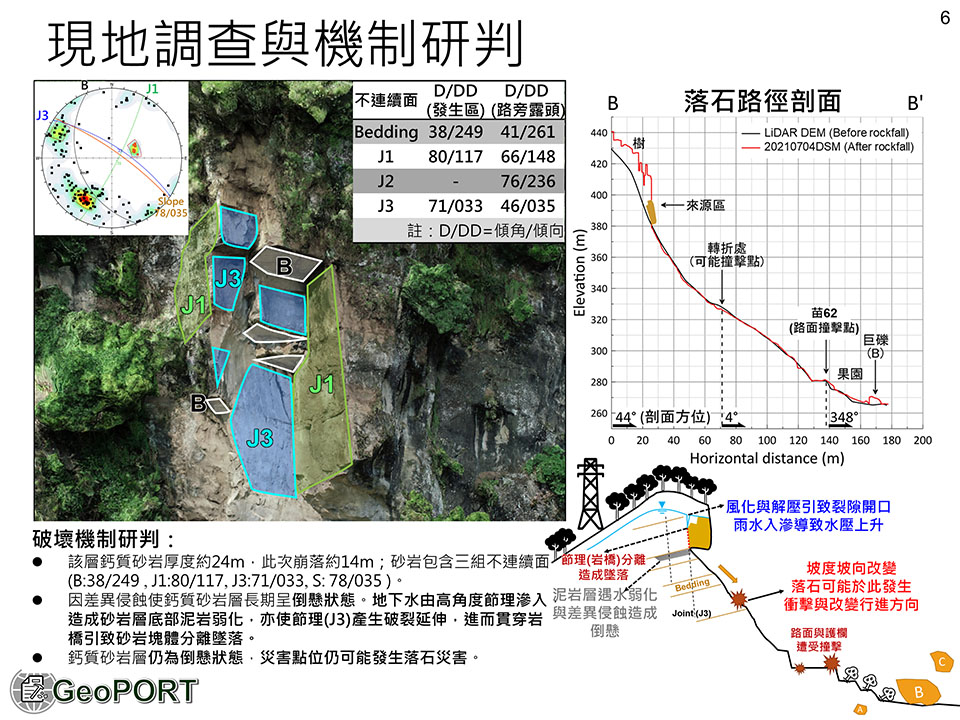 6
現地調查與機制研判
B
J1
J3
Slope
78/035
不連續面 D/DD (發生區) D/DD (路旁露頭)
Bedding 38/249 41/261
J1 80/117 66/148
J2 - 76/236
J3 71/033 46/035
註：D/DD=傾角/傾向
B
J3
J1
J1
B
J3
B 落石路徑剖面 B'
LiDAR DEM (Before rockfall)
20210704DSM (After rockfall)
樹
來源區
轉折處
(可能撞擊點)
苗62
(路面撞擊點)
巨礫
(B)
果園
Elevation (m)
440
420
400
380
360
340
320
300
280
260
44° (剖面方位) 4° 348°
0 20 40 60 80 100 120 140 160 180 200
Horizontal distance (m)
破壞機制研判：
● 該層鈣質砂岩厚度約24m，此次崩落約14m；砂岩包含三組不連續面
(B:38/249 , J1:80/117, J3:71/033, S: 78/035 )。
● 因差異侵蝕使鈣質砂岩層長期呈倒懸狀態。地下水由高角度節理滲入
造成砂岩層底部泥岩弱化，亦使節理(J3)產生破裂延伸，進而貫穿岩
橋引致砂岩塊體分離墜落。
● 鈣質砂岩層仍為倒懸狀態，災害點位仍可能發生落石災害。
風化與解壓引致裂隙開口
雨水入滲導致水壓上升
節理(岩橋)分離
造成墜落
泥岩層遇水弱化
與差異侵蝕造成
倒懸
Bedding
Joint (J3)
坡度坡向改變
落石可能於此發生
衝擊與改變行進方向
路面與護欄
遭受撞擊
C
B
A
GeoPORT